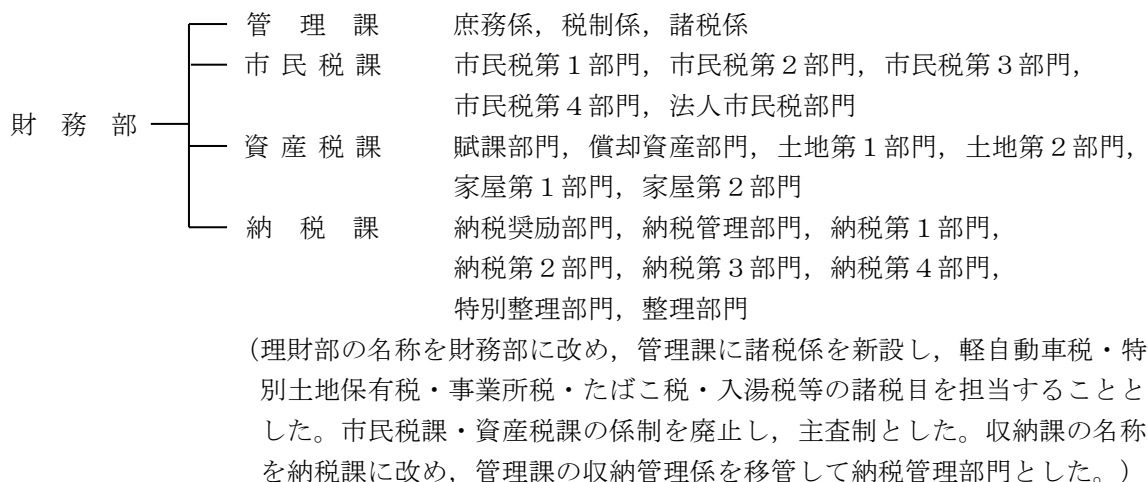 管理課 庶務係，税制係，諸税係
市民税課 市民税第１部門，市民税第２部門，市民税第３部門，
市民税第４部門，法人市民税部門
財務部
資産税課 賦課部門，償却資産部門，土地第１部門，土地第２部門，
家屋第１部門，家屋第２部門
納税課 納税奨励部門，納税管理部門，納税第１部門，
納税第２部門，納税第３部門，納税第４部門，
特別整理部門，整理部門
（理財部の名称を財務部に改め，管理課に諸税係を新設し，軽自動車税・特
別土地保有税・事業所税・たばこ税・入湯税等の諸税目を担当することと
した。市民税課・資産税課の係制を廃止し，主査制とした。収納課の名称
を納税課に改め，管理課の収納管理係を移管して納税管理部門とした。）